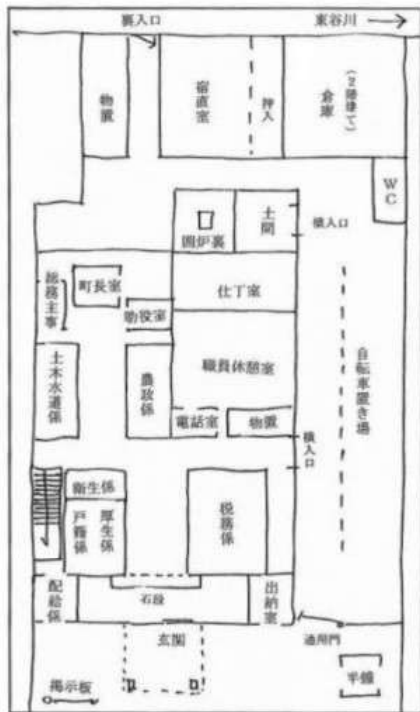 裏入口
東谷川
物置
宿直室
押入
倉庫
(2階建て)
WC
囲炉裏
土間
横入口
総務主事
町長室
助役室
仕丁室
土木水道係
農政係
職員休憩室
自転車置き場
電話室
物置
横入口
衛生係
戸籍係
厚生係
税務係
配給係
石段
出納室
玄関
通用門
掲示板
半鐘